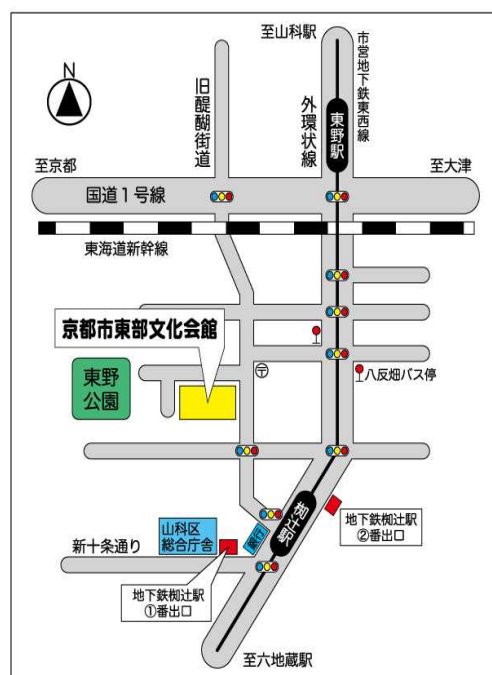 至山科駅
市営地下鉄東西線
N
旧醍醐街道
外環状線
東野駅
至京都
至大津
国道1号線
東海道新幹線
京都市東部文化会館
東野
公園
〒
八反畑バス停
山科区
総合庁舎
銀行
椥辻駅
地下鉄椥辻駅
②番出口
新十条通り
地下鉄椥辻駅
①番出口
至六地蔵駅